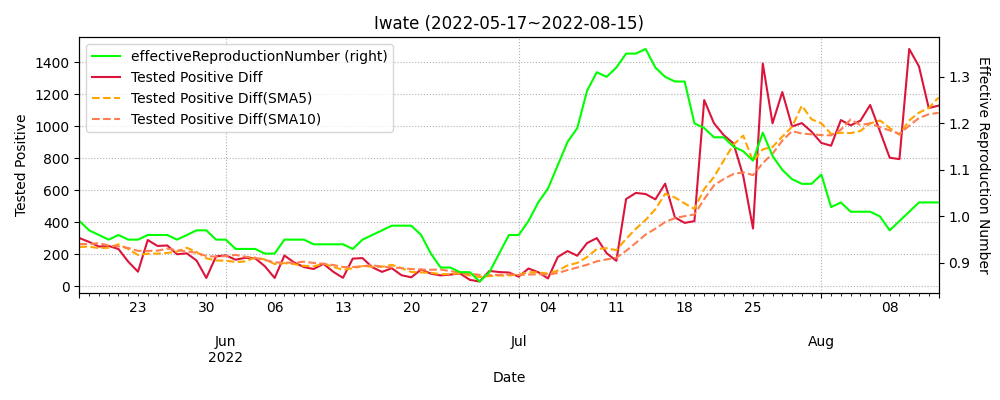 Iwate (2022-05-17~2022-08-15)
effectiveReproductionNumber (right)
Tested Positive Diff
Tested Positive Diff(SMA5)
Tested Positive Diff(SMA10)
Tested Positive
1400
1200
1000
800
600
400
200
0
Effective Reproduction Number
1.3
1.2
1.1
1.0
0.9
23 30 06 13 20 27 04 11 18 25 08
Jun Jul Aug
2022
Date